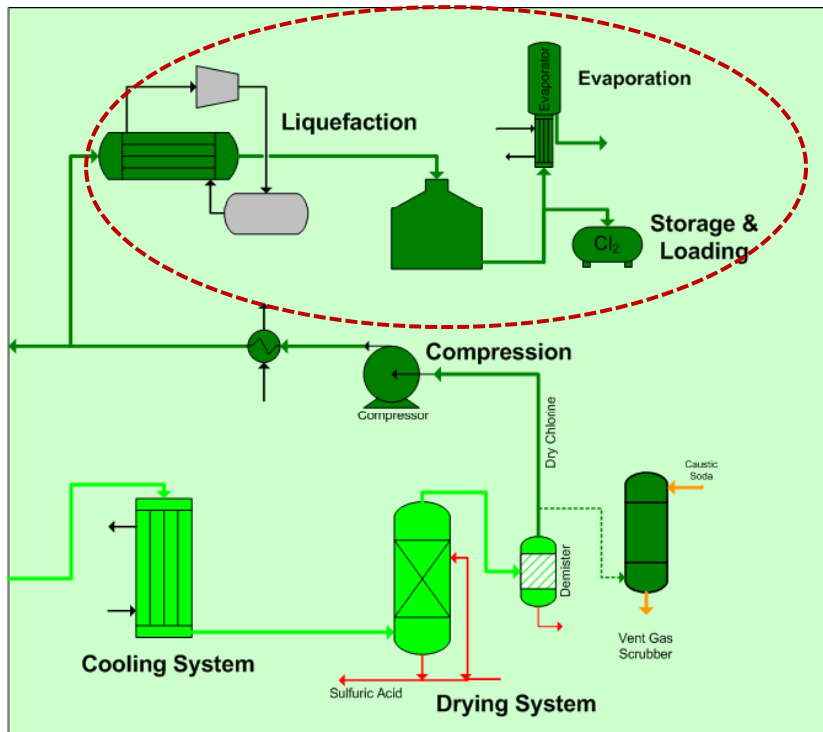 Evaporator
Evaporation
Liquefaction
Storage &
Loading
Cl₂
Compression
Compressor
Dry Chlorine
Caustic
Soda
Demister
Vent Gas
Scrubber
Cooling System
Sulfuric Acid
Drying System